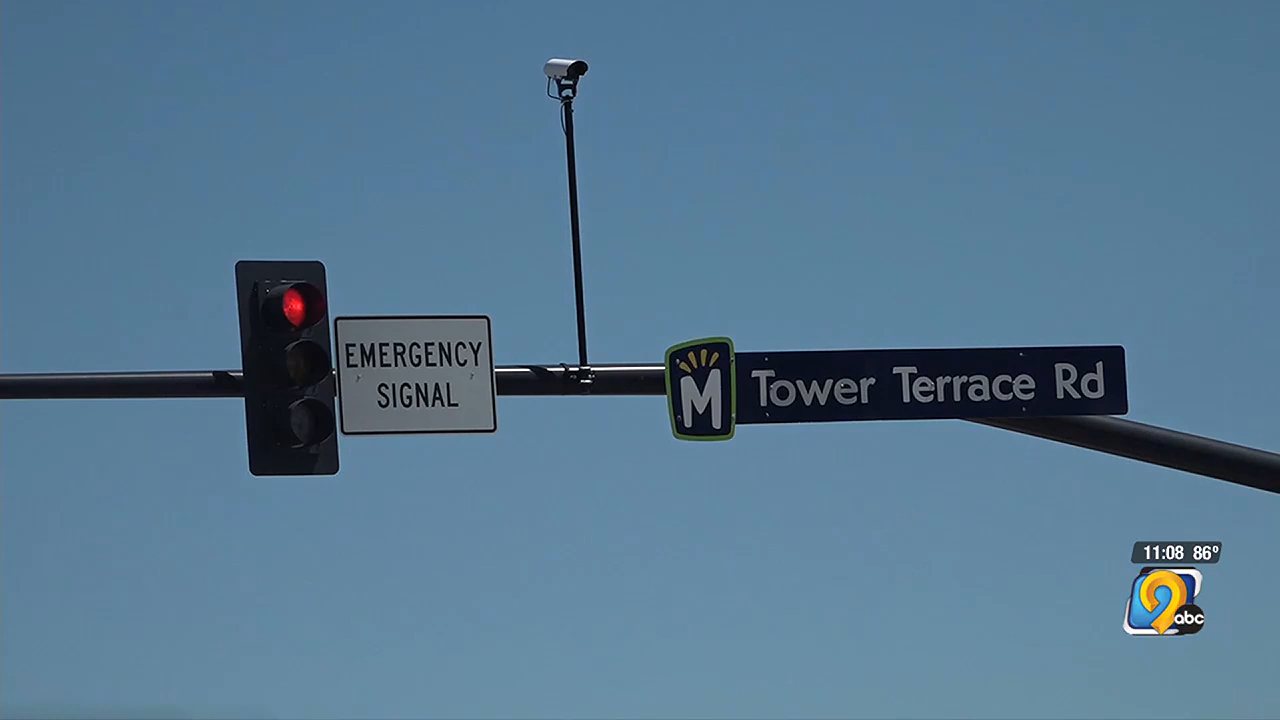 EMERGENCY
SIGNAL
M Tower Terrace Rd
11:08 86°
9
abc